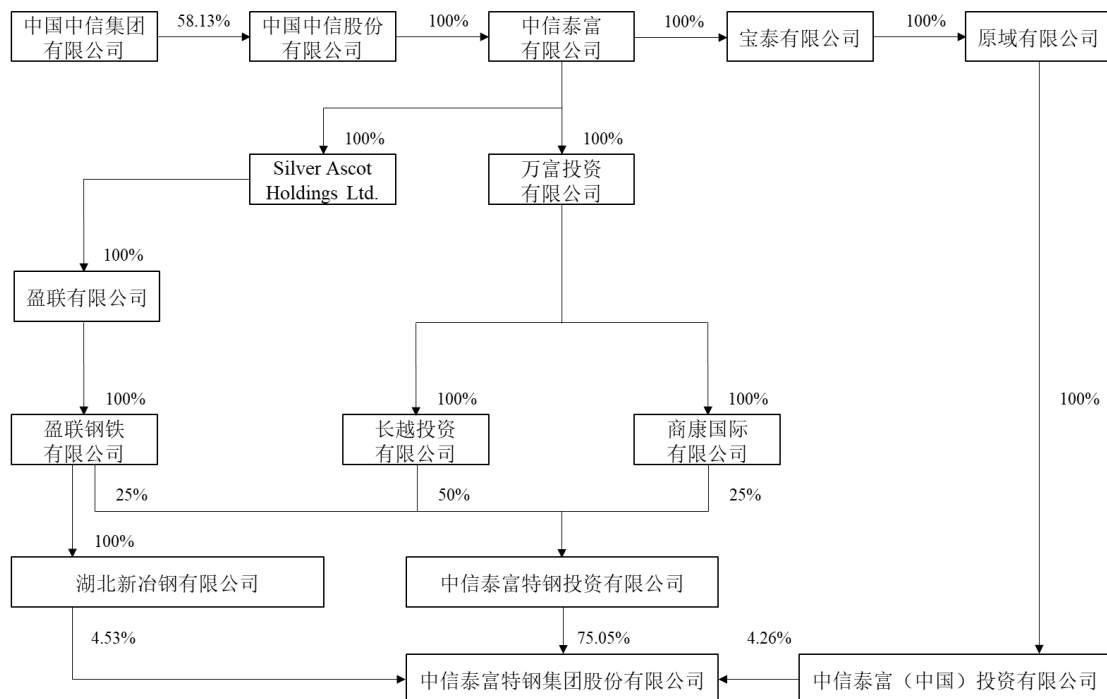 中国中信集团
有限公司
58.13%
中国中信股份
有限公司
100%
中信泰富
有限公司
100%
宝泰有限公司
100%
原域有限公司
100%
100%
Silver Ascot
Holdings Ltd.
万富投资
有限公司
100%
盈联有限公司
100%
100%
100%
100%
盈联钢铁
有限公司
长越投资
有限公司
商康国际
有限公司
25%
50%
25%
100%
湖北新冶钢有限公司
中信泰富特钢投资有限公司
4.53%
75.05%
4.26%
中信泰富特钢集团股份有限公司
中信泰富（中国）投资有限公司